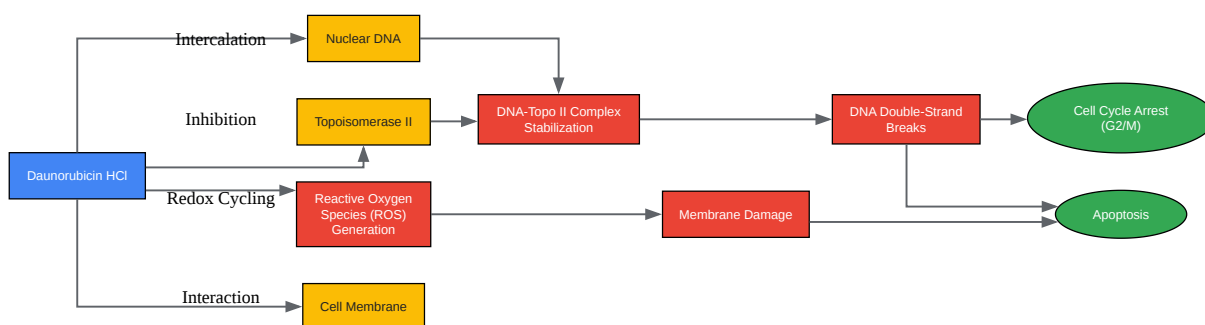 Intercalation
Nuclear DNA
Inhibition
Topoisomerase II
DNA-Topo II Complex
Stabilization
DNA Double-Strand
Breaks
Cell Cycle Arrest
(G2/M)
Daunorubicin HCl
Redox Cycling
Reactive Oxygen
Species (ROS)
Generation
Membrane Damage
Apoptosis
Interaction
Cell Membrane